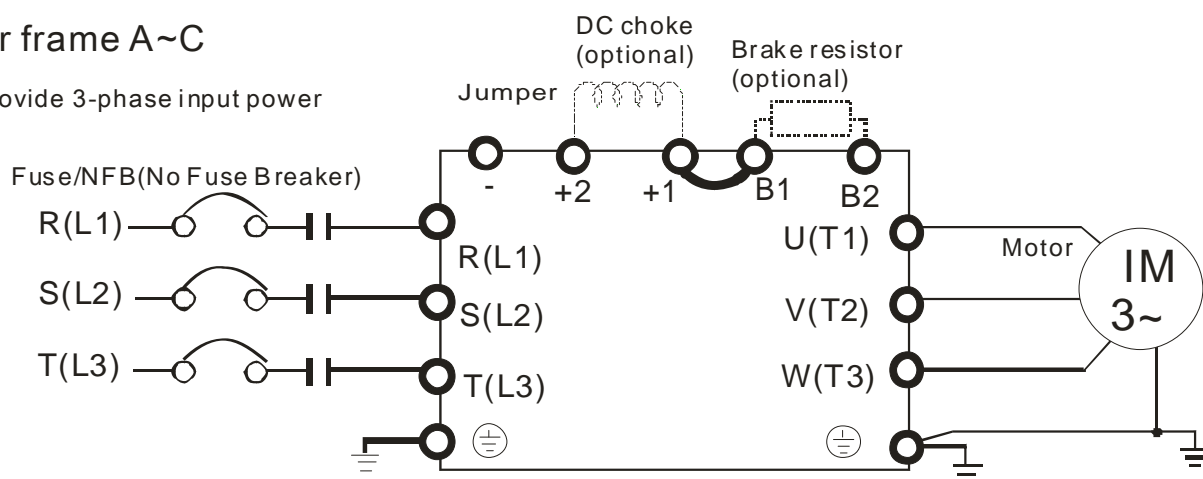 r frame A~C
ovide 3-phase input power
DC choke
(optional)
Brake resistor
(optional)
Jumper
Fuse/NFB(No Fuse Breaker)
- +2 +1 B1 B2
R(L1)
S(L2)
T(L3)
R(L1)
S(L2)
T(L3)
U(T1)
V(T2)
W(T3)
Motor
IM
3~